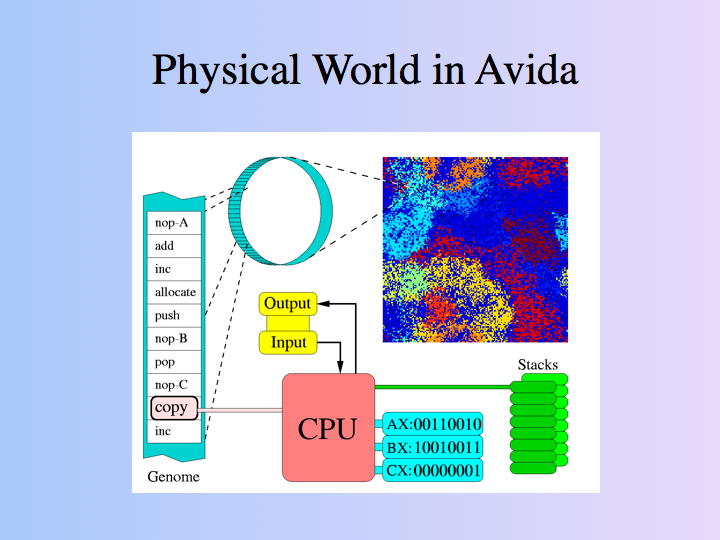 Physical World in Avida
nop-A
add
inc
allocate
push
nop-B
pop
nop-C
copy
inc
Genome
Output
Input
CPU
Stacks
AX:00110010
BX:10010011
CX:00000001